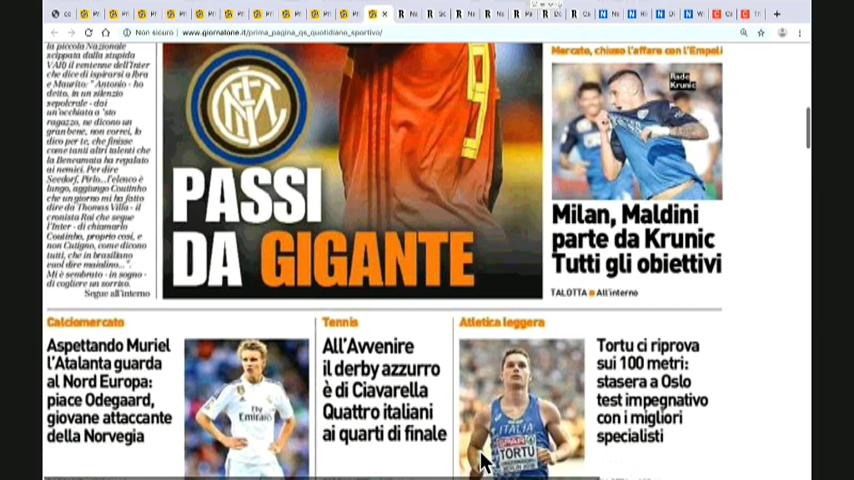 Non sicuro | www.giornalone.it/prima_pagina_qs_quotidiano_sportivo/
la piccola Nazionale
scippata dalla stupida
VAR) il ventenne dell'Inter
che dice di ispirarsi a Ibra
e Maurito: "Antonio - ho
detto, in un silenzio
sepolcrale - dai
un'occhiata a 'sto
ragazzo, ne dicono un
gran bene, non vorrei, lo
dico per te, che finisse
come tanti altri talenti che
la Beneamata ha regalato
ai nemici. Per dire
Seedorf, Pirlo...l'elenco è
lungo, aggiungo Coutinho
che un giorno mi ha fatto
dire da Thomas Villa - il
cronista Rai che segue
l'Inter - di chiamarlo
Coutinho, proprio così, e
non Cutigno, come dicono
tutti, che in brasiliano
vuol dire maialino...".
Mi è sembrato - in sogno -
di cogliere un sorriso.
Segue all'interno
9
PASSI
DA GIGANTE
Mercato, chiuso l'affare con l'Empoli
Rade
Krunic
Milan, Maldini
parte da Krunic
Tutti gli obiettivi
TALOTTA ■ All'interno
Calciomercato
Aspettando Muriel
l'Atalanta guarda
al Nord Europa:
piace Odegaard,
giovane attaccante
della Norvegia
Fly
Emirates
Tennis
All'Avvenire
il derby azzurro
è di Ciavarella
Quattro italiani
ai quarti di finale
Atletica leggera
ITALIA
SPAR
TORTU
BERLIN 2018
Tortu ci riprova
sui 100 metri:
stasera a Oslo
test impegnativo
con i migliori
specialisti